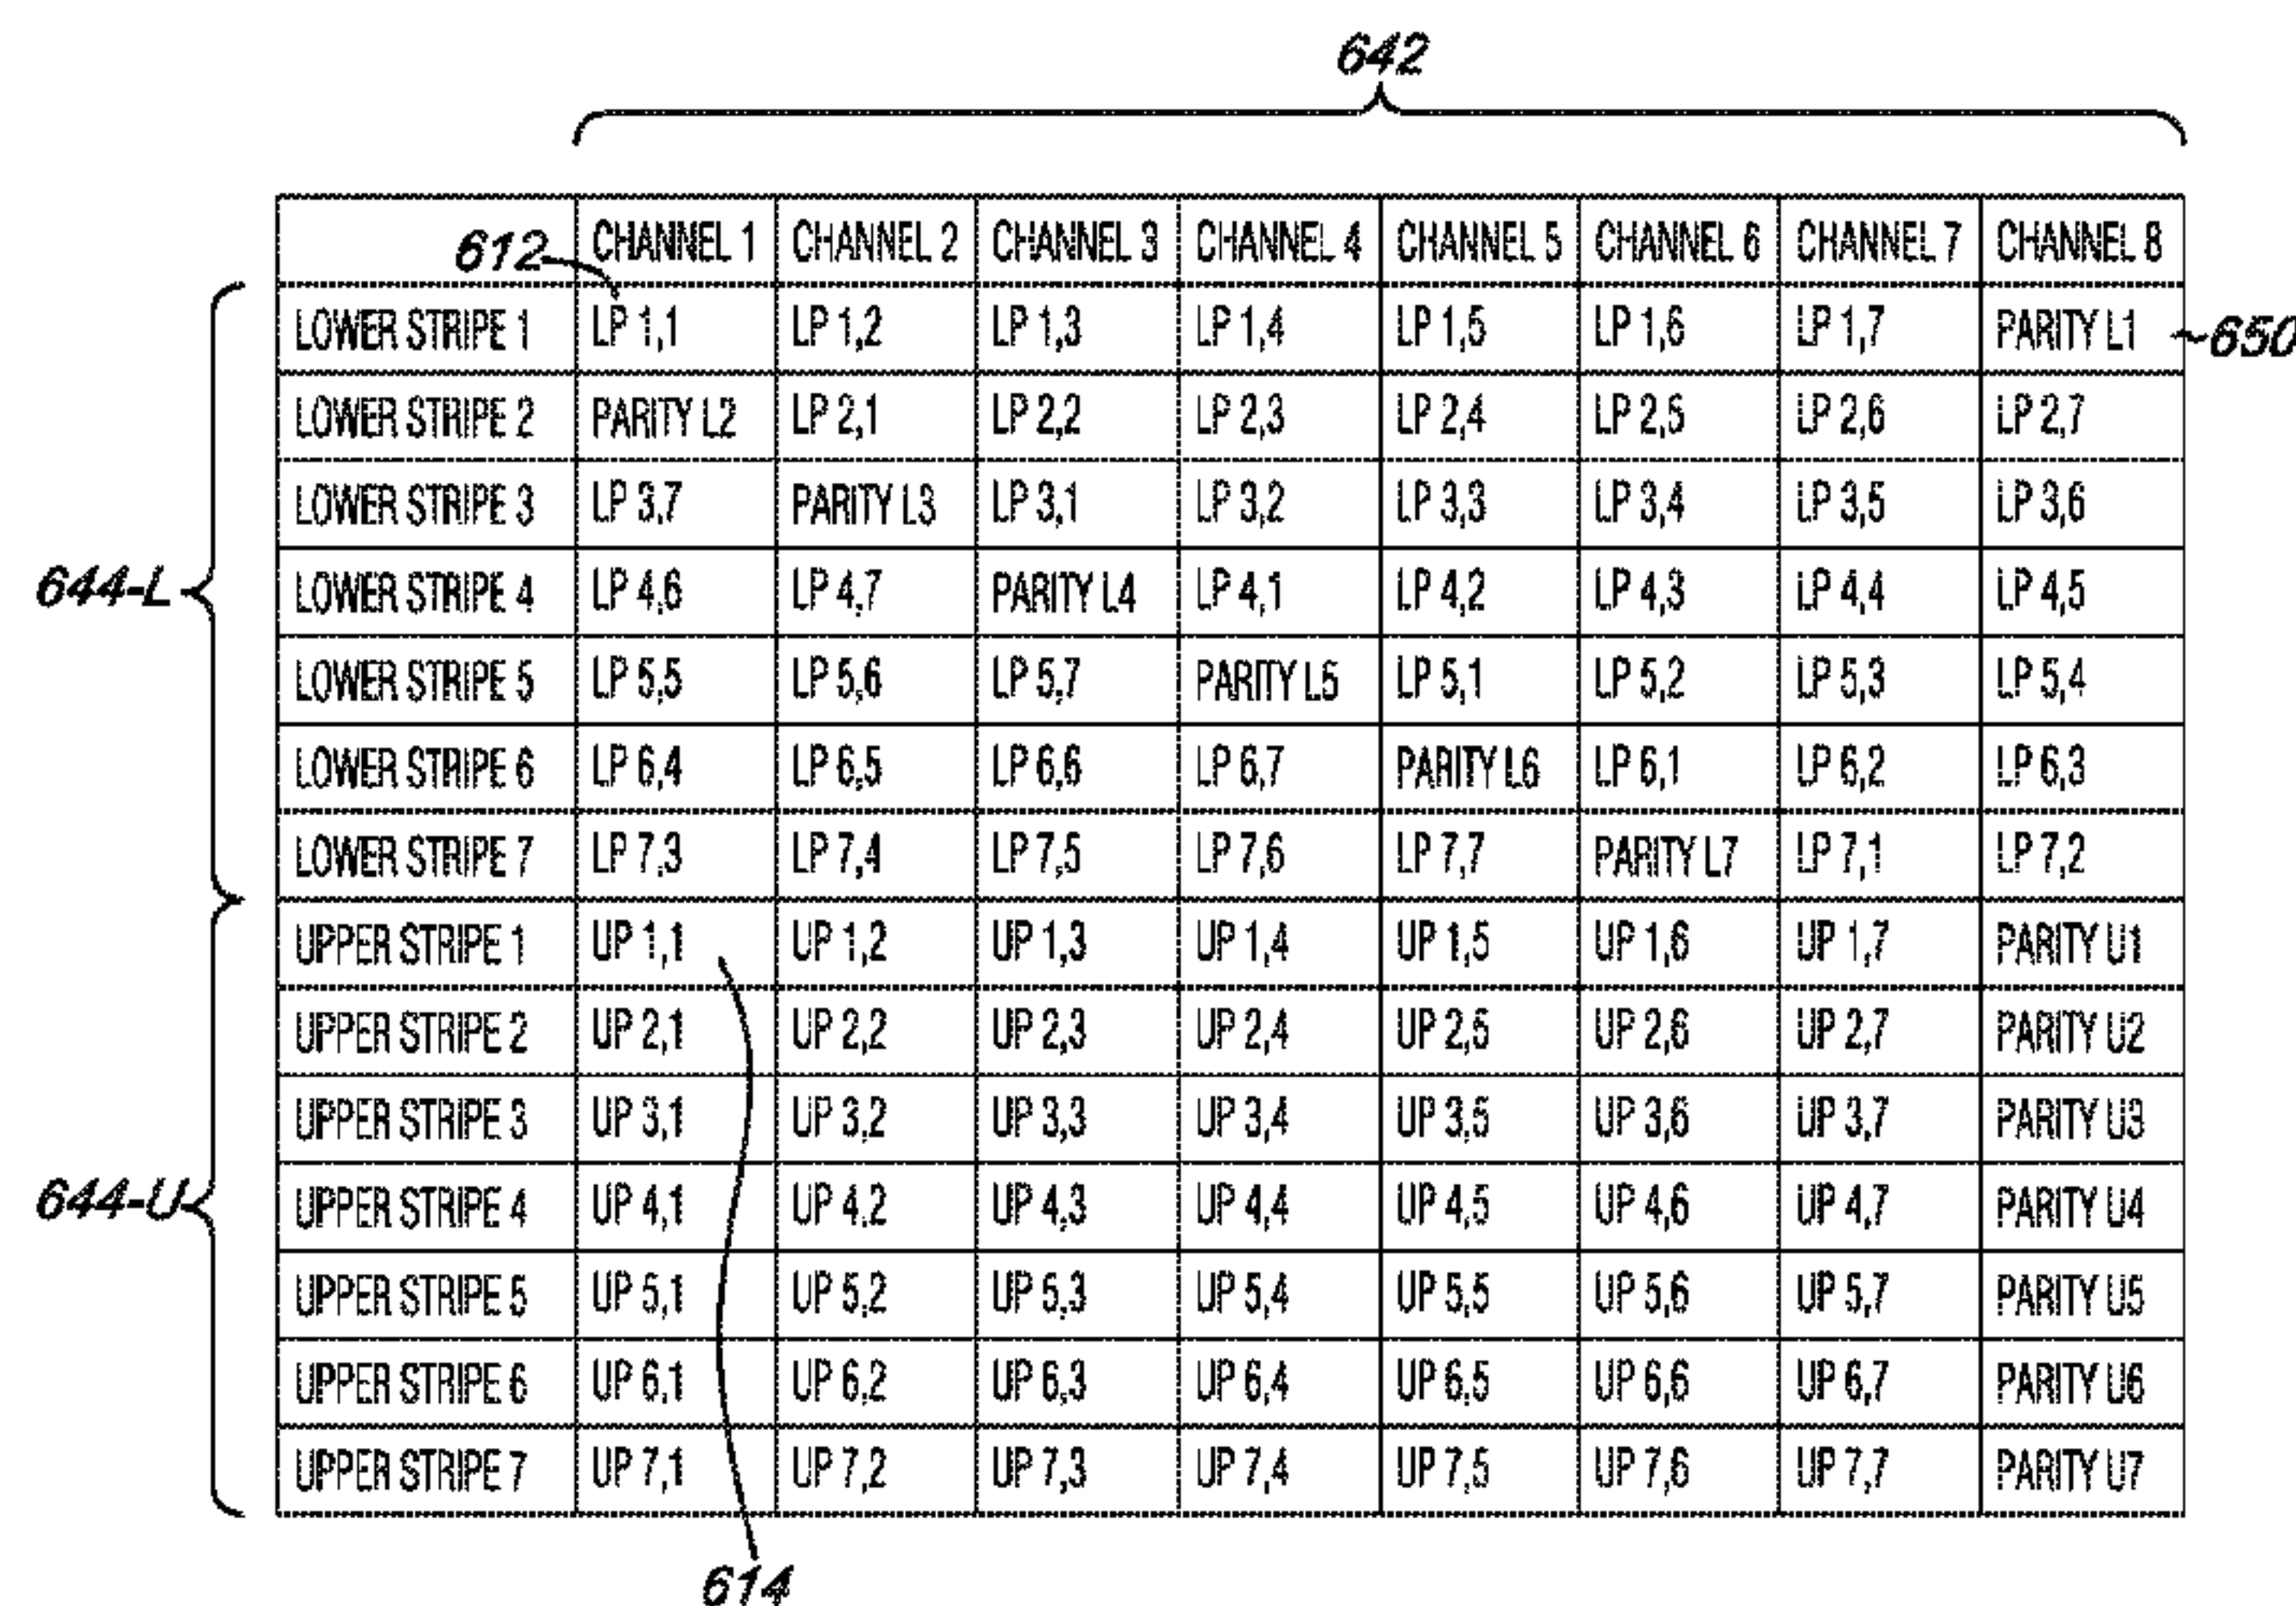 642
CHANNEL 1 CHANNEL 2 CHANNEL 3 CHANNEL 4 CHANNEL 5 CHANNEL 6 CHANNEL 7 CHANNEL 8
612
LOWER STRIPE 1 LP 1,1 LP 1,2 LP 1,3 LP 1,4 LP 1,5 LP 1,6 LP 1,7 PARITY L1
650
LOWER STRIPE 2 PARITY L2 LP 2,1 LP 2,2 LP 2,3 LP 2,4 LP 2,5 LP 2,6 LP 2,7
LOWER STRIPE 3 LP 3,7 PARITY L3 LP 3,1 LP 3,2 LP 3,3 LP 3,4 LP 3,5 LP 3,6
644-L
LOWER STRIPE 4 LP 4,6 LP 4,7 PARITY L4 LP 4,1 LP 4,2 LP 4,3 LP 4,4 LP 4,5
LOWER STRIPE 5 LP 5,5 LP 5,6 LP 5,7 PARITY L5 LP 5,1 LP 5,2 LP 5,3 LP 5,4
LOWER STRIPE 6 LP 6,4 LP 6,5 LP 6,6 LP 6,7 PARITY L6 LP 6,1 LP 6,2 LP 6,3
LOWER STRIPE 7 LP 7,3 LP 7,4 LP 7,5 LP 7,6 LP 7,7 PARITY L7 LP 7,1 LP 7,2
UPPER STRIPE 1 UP 1,1 UP 1,2 UP 1,3 UP 1,4 UP 1,5 UP 1,6 UP 1,7 PARITY U1
UPPER STRIPE 2 UP 2,1 UP 2,2 UP 2,3 UP 2,4 UP 2,5 UP 2,6 UP 2,7 PARITY U2
UPPER STRIPE 3 UP 3,1 UP 3,2 UP 3,3 UP 3,4 UP 3,5 UP 3,6 UP 3,7 PARITY U3
644-U
UPPER STRIPE 4 UP 4,1 UP 4,2 UP 4,3 UP 4,4 UP 4,5 UP 4,6 UP 4,7 PARITY U4
UPPER STRIPE 5 UP 5,1 UP 5,2 UP 5,3 UP 5,4 UP 5,5 UP 5,6 UP 5,7 PARITY U5
UPPER STRIPE 6 UP 6,1 UP 6,2 UP 6,3 UP 6,4 UP 6,5 UP 6,6 UP 6,7 PARITY U6
UPPER STRIPE 7 UP 7,1 UP 7,2 UP 7,3 UP 7,4 UP 7,5 UP 7,6 UP 7,7 PARITY U7
614